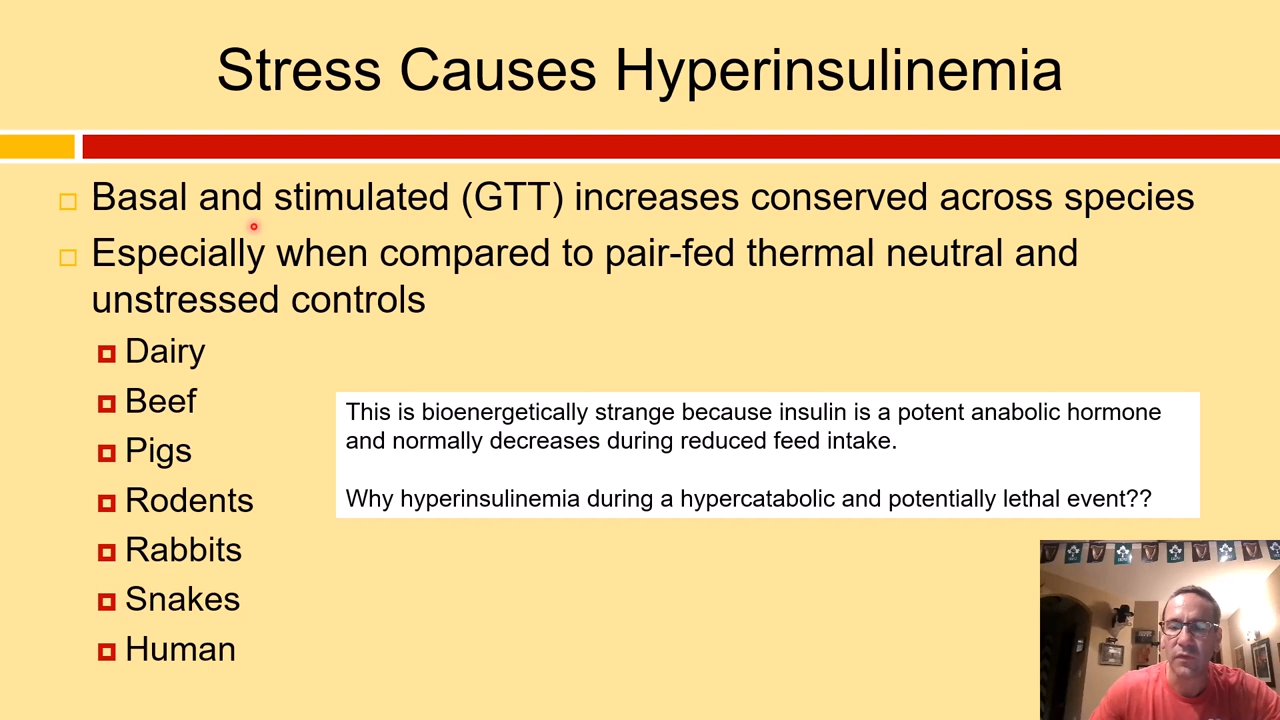 Stress Causes Hyperinsulinemia
Basal and stimulated (GTT) increases conserved across species
Especially when compared to pair-fed thermal neutral and
unstressed controls
Dairy
Beef
Pigs
Rodents
Rabbits
Snakes
Human
This is bioenergetically strange because insulin is a potent anabolic hormone
and normally decreases during reduced feed intake.
Why hyperinsulinemia during a hypercatabolic and potentially lethal event??